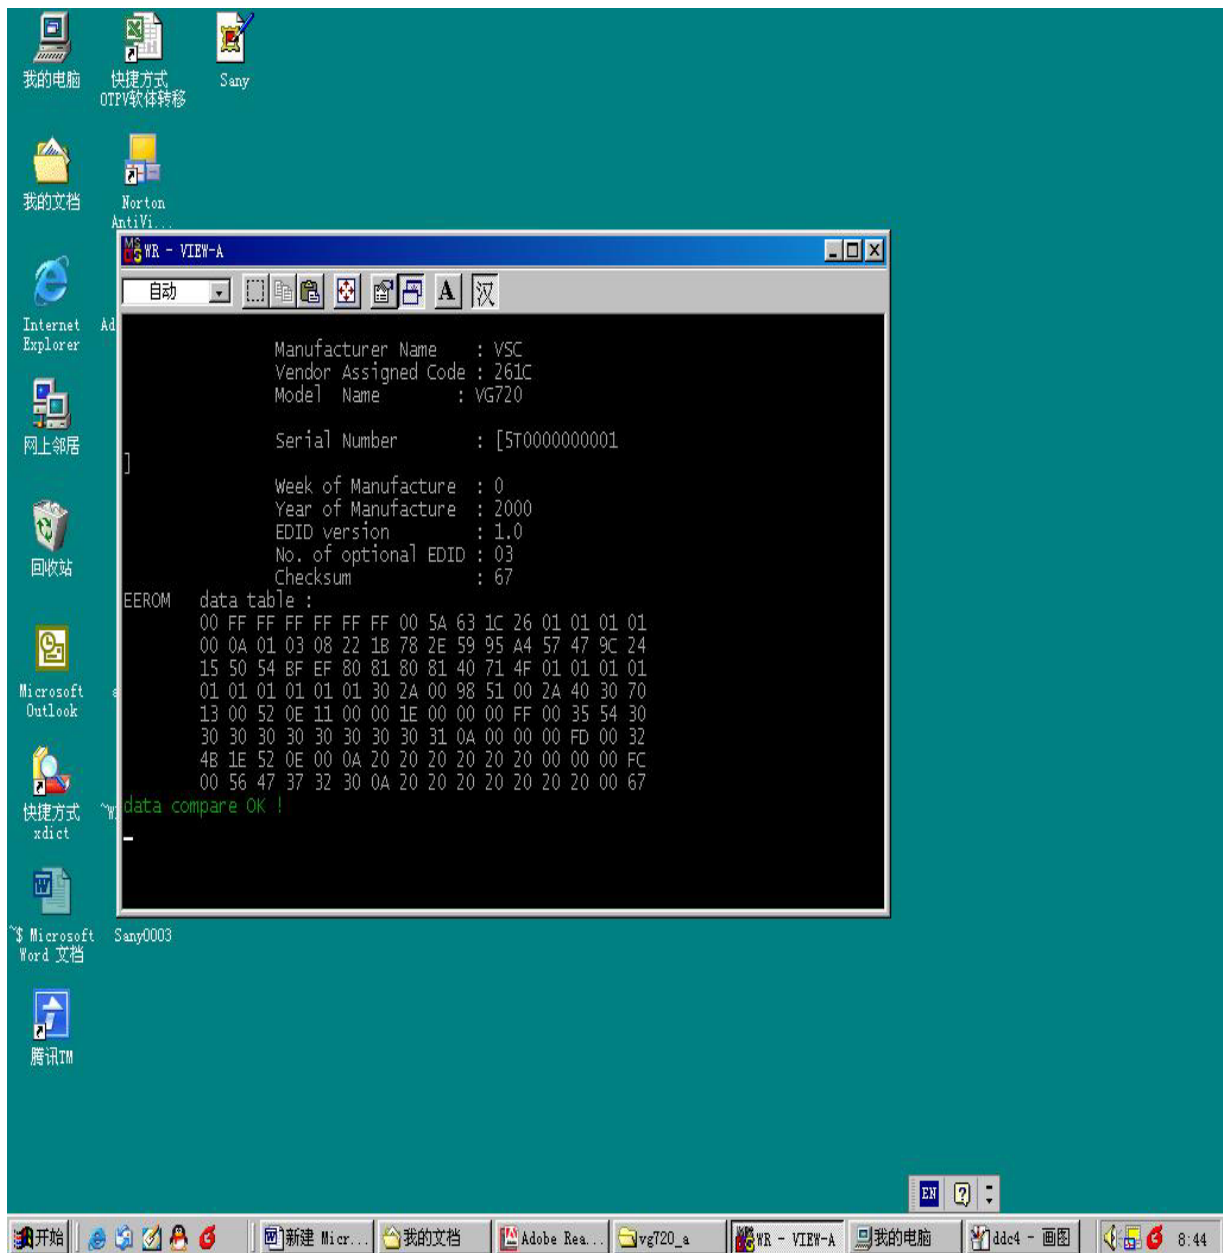 我的电脑
快捷方式
OTPV软体转移
Sany
我的文档
Norton
AntiVi...
WR - VIEW-A
自动
A
汉
Internet
Explorer
Ad
Manufacturer Name : VSC
Vendor Assigned Code : 261C
Model Name : VG720
Serial Number : [5T0000000001
]
网上邻居
Week of Manufacture : 0
Year of Manufacture : 2000
EDID version : 1.0
No. of optional EDID : 03
Checksum : 67
回收站
EEROM data table :
00 FF FF FF FF FF FF 00 5A 63 1C 26 01 01 01 01
00 0A 01 03 08 22 1B 78 2E 59 95 A4 57 47 9C 24
15 50 54 BF EF 80 81 80 81 40 71 4F 01 01 01 01
01 01 01 01 01 01 30 2A 00 98 51 00 2A 40 30 70
13 00 52 0E 11 00 00 1E 00 00 00 FF 00 35 54 30
30 30 30 30 30 30 30 30 31 0A 00 00 00 FD 00 32
4B 1E 52 0E 00 0A 20 20 20 20 20 20 00 00 00 FC
00 56 47 37 32 30 0A 20 20 20 20 20 20 20 00 67
data compare OK !
Microsoft
Outlook
快捷方式
xdict
~$ Microsoft
Word 文档
Sany0003
腾讯TM
EN
开始
新建 Micr...
我的文档
Adobe Rea...
vg720_a
WR - VIEW-A
我的电脑
ddc4 - 画图
8:44